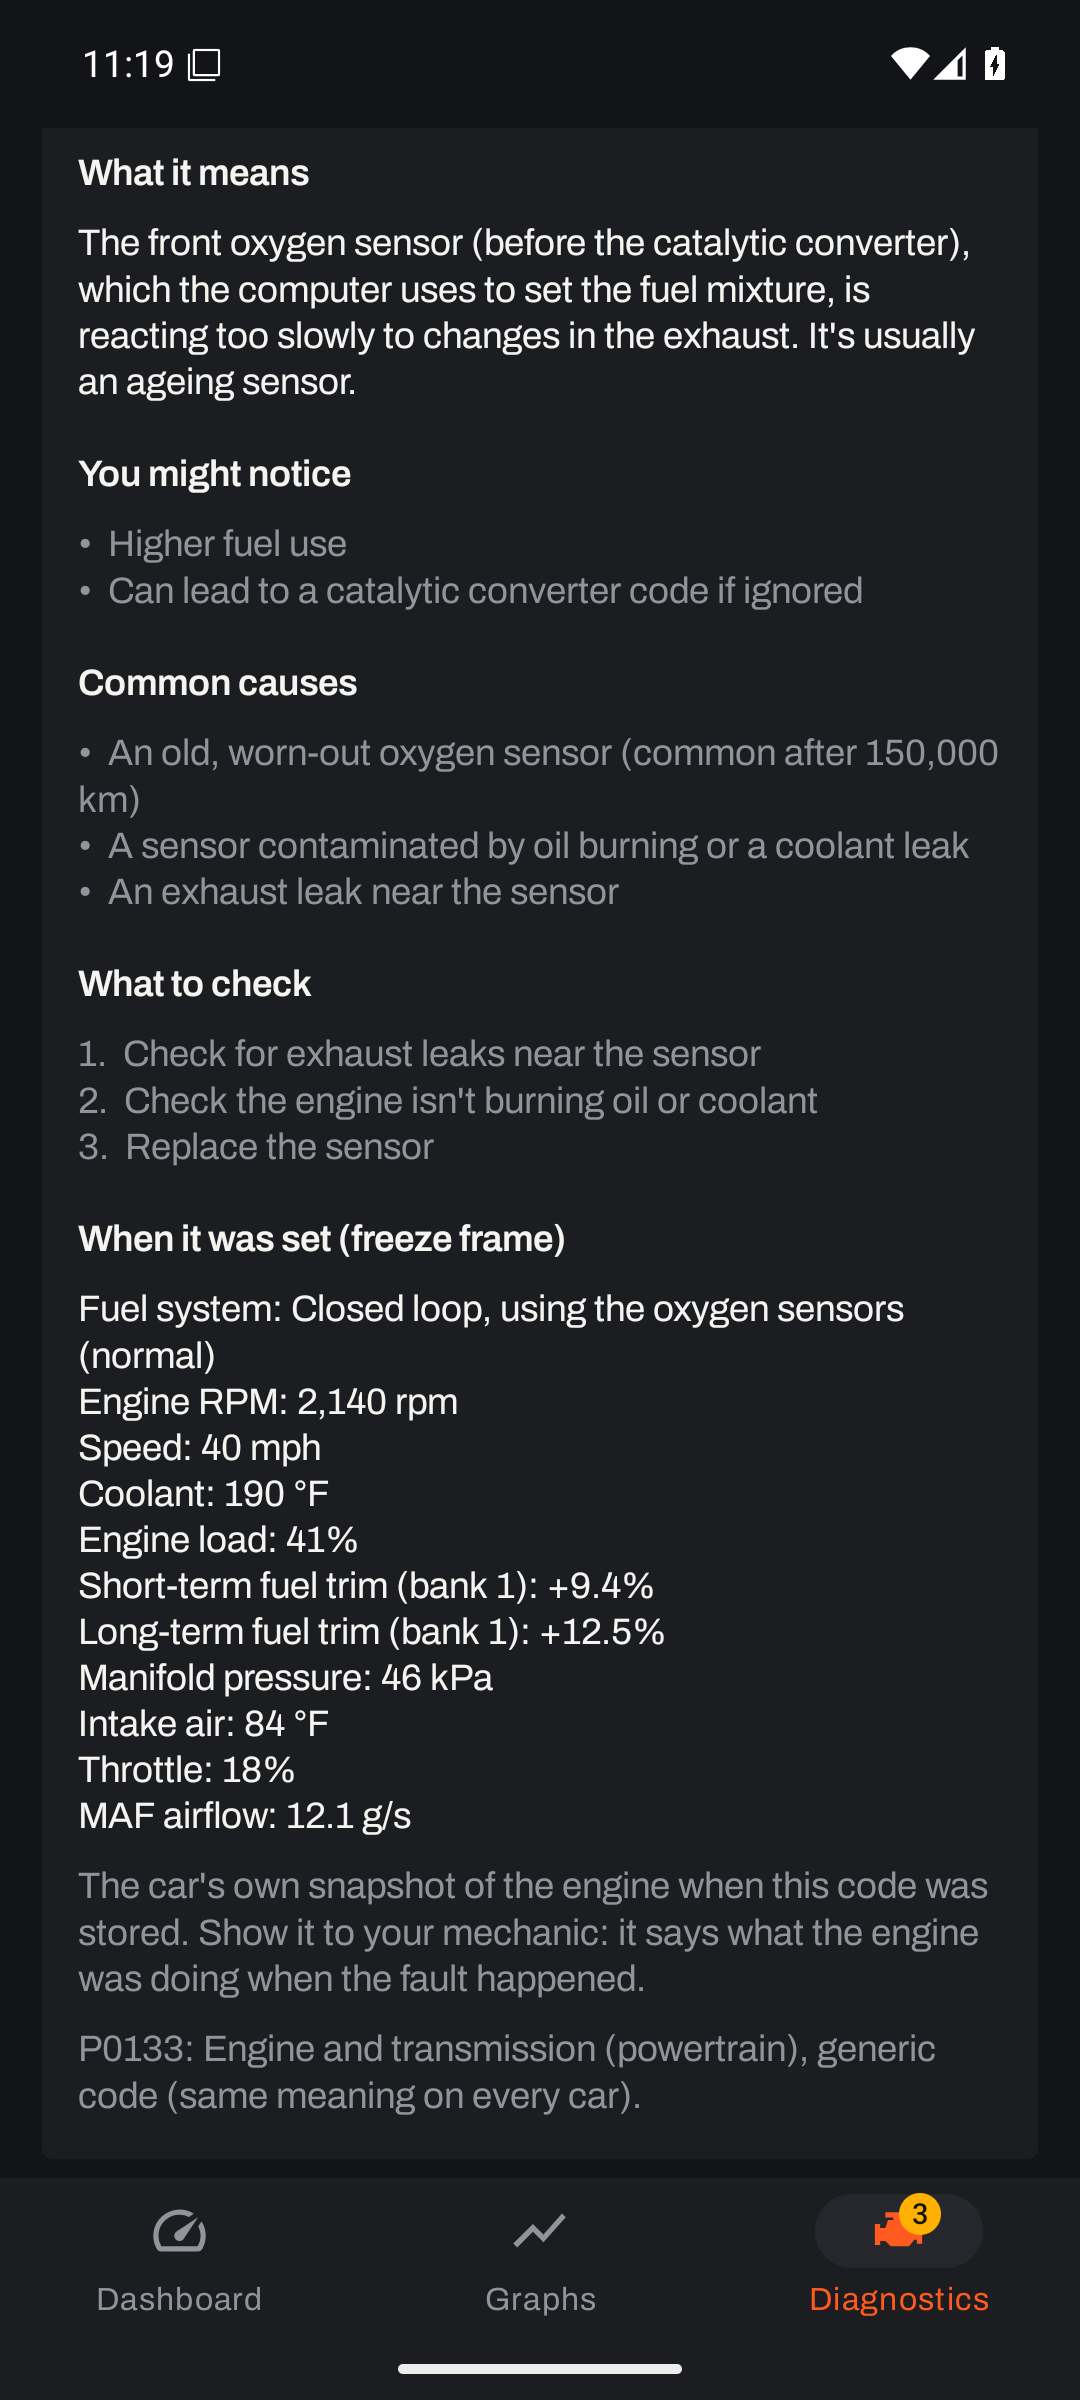 11:19
What it means
The front oxygen sensor (before the catalytic converter),
which the computer uses to set the fuel mixture, is
reacting too slowly to changes in the exhaust. It's usually
an ageing sensor.
You might notice
• Higher fuel use
• Can lead to a catalytic converter code if ignored
Common causes
• An old, worn-out oxygen sensor (common after 150,000
km)
• A sensor contaminated by oil burning or a coolant leak
• An exhaust leak near the sensor
What to check
1. Check for exhaust leaks near the sensor
2. Check the engine isn't burning oil or coolant
3. Replace the sensor
When it was set (freeze frame)
Fuel system: Closed loop, using the oxygen sensors
(normal)
Engine RPM: 2,140 rpm
Speed: 40 mph
Coolant: 190 °F
Engine load: 41%
Short-term fuel trim (bank 1): +9.4%
Long-term fuel trim (bank 1): +12.5%
Manifold pressure: 46 kPa
Intake air: 84 °F
Throttle: 18%
MAF airflow: 12.1 g/s
The car's own snapshot of the engine when this code was
stored. Show it to your mechanic: it says what the engine
was doing when the fault happened.
P0133: Engine and transmission (powertrain), generic
code (same meaning on every car).
3
Dashboard
Graphs
Diagnostics